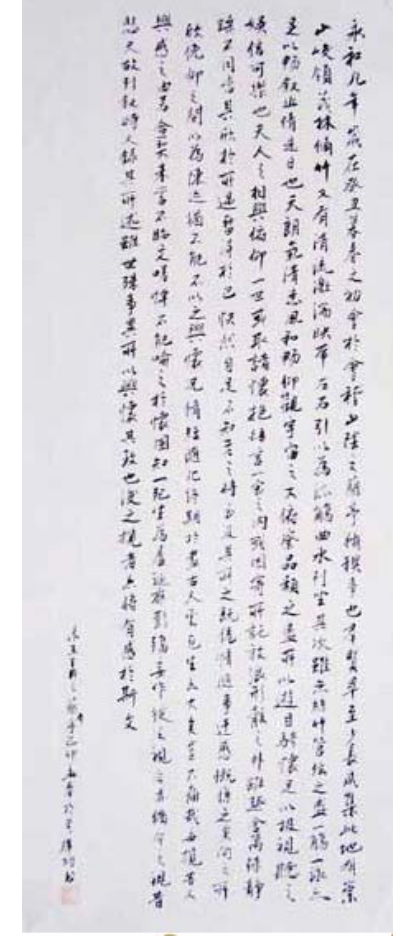 永和九年歲在癸丑暮春之初會於會稽山陰之蘭亭脩禊事也羣賢畢至少長咸集此地有崇
山峻領茂林脩竹又有清流激湍映帶左右引以為流觴曲水列坐其次雖無絲竹管絃之盛一觴一詠亦
足以暢敘幽情是日也天朗氣清惠風和暢仰觀宇宙之大俯察品類之盛所以遊目騁懷足以極視聽之
娛信可樂也夫人之相與俯仰一世或取諸懷抱悟言一室之內或因寄所託放浪形骸之外雖趣舍萬殊靜
躁不同當其欣於所遇暫得於己快然自足不知老之將至及其所之既倦情隨事遷感慨係之矣向之所
欣俛仰之間以為陳迹猶不能不以之興懷況脩短隨化終期於盡古人云死生亦大矣豈不痛哉每攬昔人
興感之由若合契未嘗不臨文嗟悼不能喻之於懷固知一死生為虛誕齊彭殤妄作後之視今亦猶今之視昔
悲夫故列敘時人錄其所述雖世殊事異所以興懷其致也後之攬者亦將有感於斯文
王羲之蘭亭己卯書